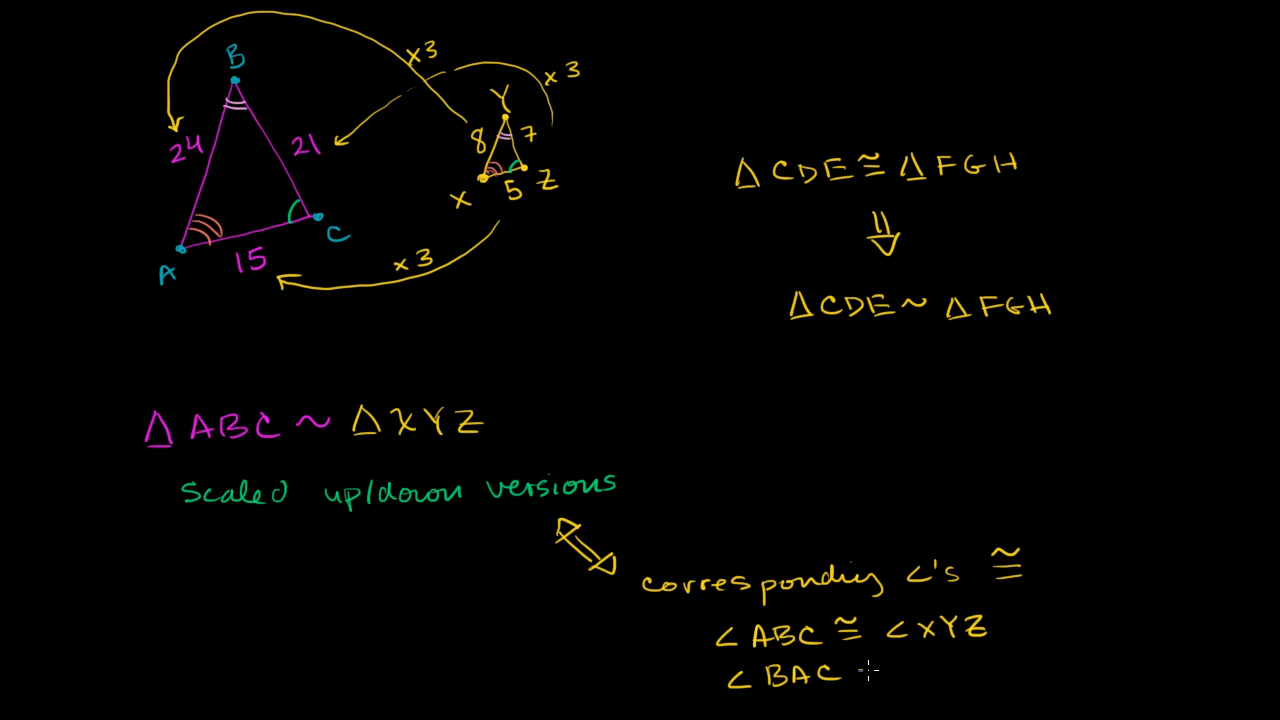 x3
x3
B
Y
24
21
8
7
X
5
Z
A
15
C
x3
Δ CDE ≅ Δ FGH
⇓
Δ CDE ~ Δ FGH
Δ ABC ~ Δ XYZ
scaled up/down versions
corresponding ∠'s ≅
∠ ABC ≅ ∠ XYZ
∠ BAC